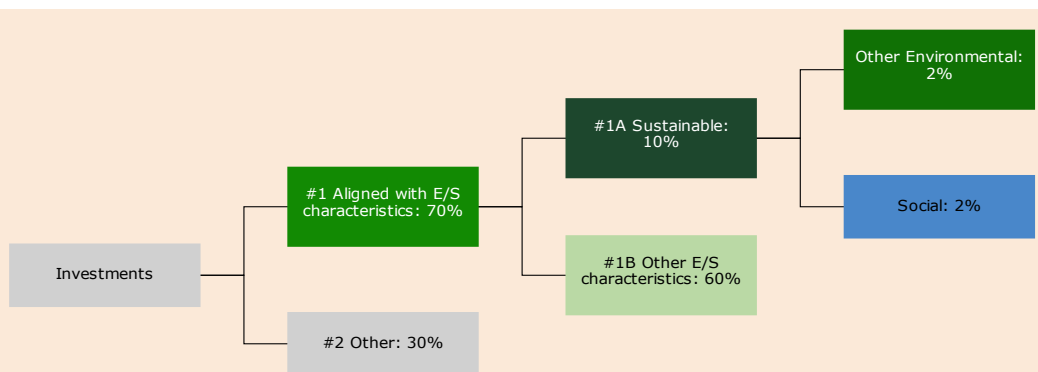 Investments
#1 Aligned with E/S
characteristics: 70%
#2 Other: 30%
#1A Sustainable:
10%
#1B Other E/S
characteristics: 60%
Other Environmental:
2%
Social: 2%